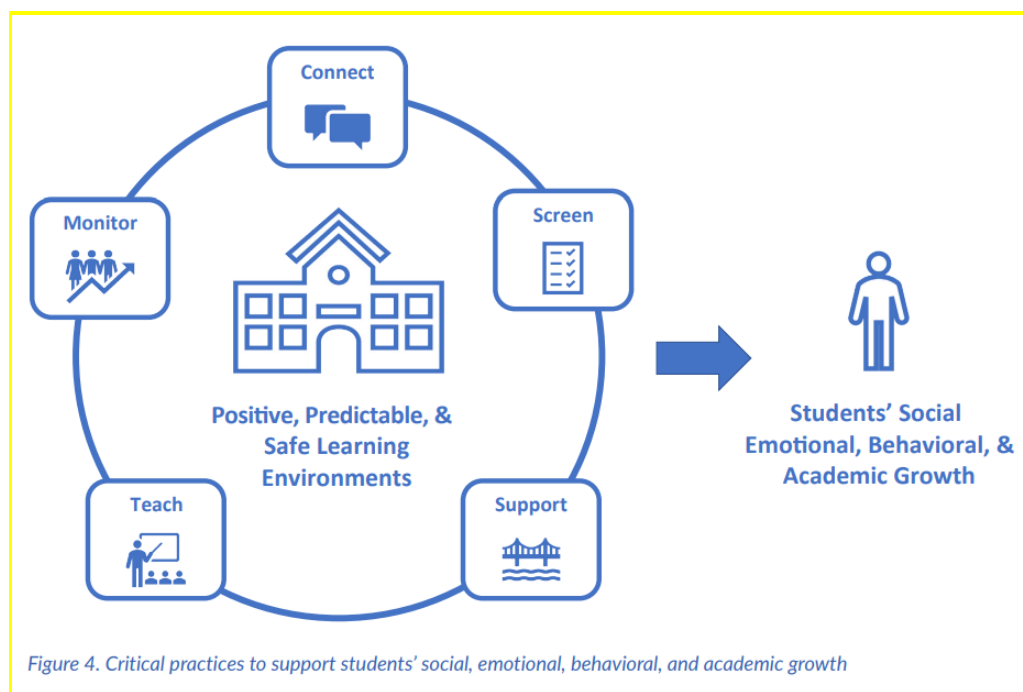 Connect
Monitor
Screen
Positive, Predictable, &
Safe Learning
Environments
Students' Social
Emotional, Behavioral, &
Academic Growth
Teach
Support
Figure 4. Critical practices to support students' social, emotional, behavioral, and academic growth